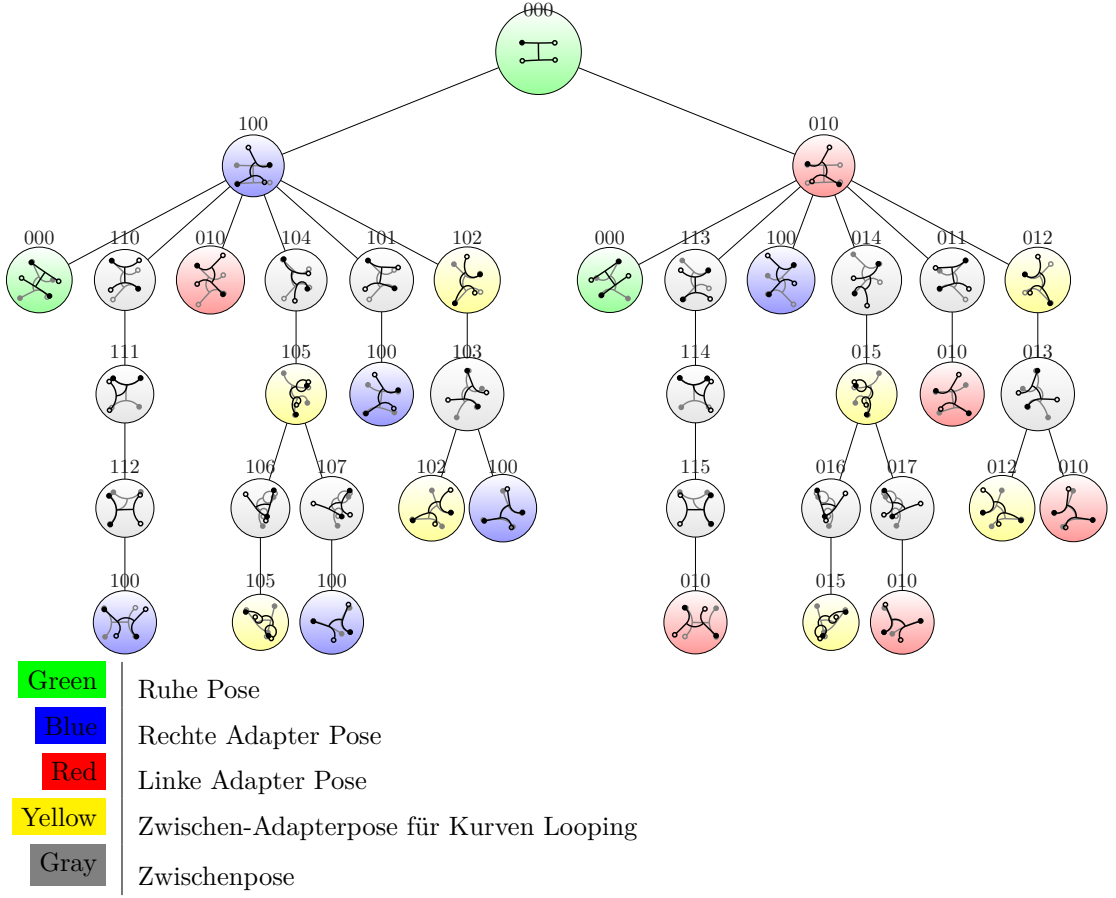 000
100 010
000 110 010 104 101 102 000 113 100 014 011 012
111 105 100 103 114 015 010 013
112 106 107 102 100 115 016 017 012 010
100 105 100 010 015 010
Green Ruhe Pose
Blue Rechte Adapter Pose
Red Linke Adapter Pose
Yellow Zwischen-Adapterpose für Kurven Looping
Gray Zwischenpose